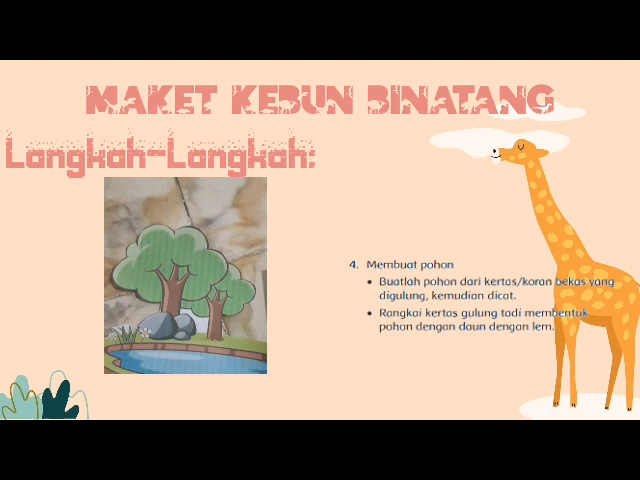 MAKET KEBUN BINATANG
Langkah-Langkah:
4. Membuat pohon
• Buatlah pohon dari kertas/koran bekas yang
digulung, kemudian dicat.
• Rangkai kertas gulung tadi membentuk
pohon dengan daun dengan lem.